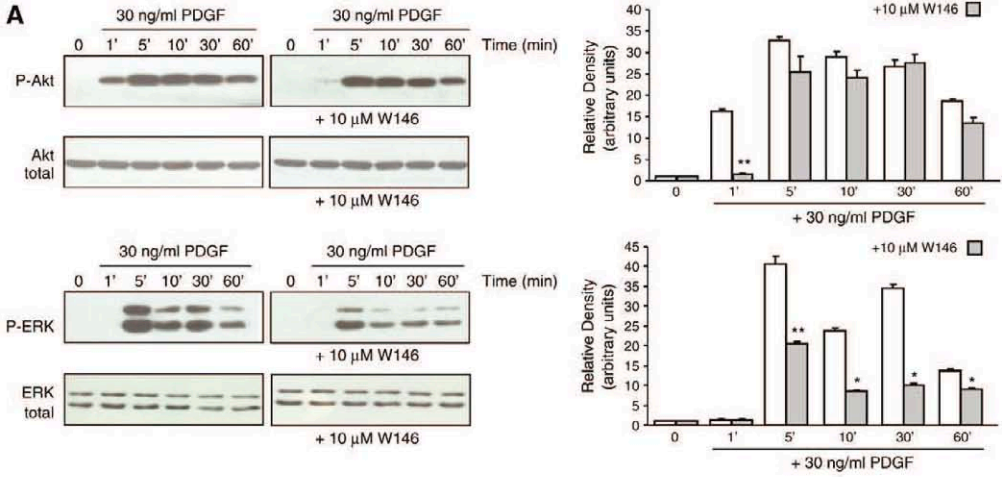 A
30 ng/ml PDGF
30 ng/ml PDGF
0 1' 5' 10' 30' 60'
0 1' 5' 10' 30' 60'
Time (min)
P-Akt
+ 10 μM W146
Akt
total
+ 10 μM W146
30 ng/ml PDGF
30 ng/ml PDGF
0 1' 5' 10' 30' 60'
0 1' 5' 10' 30' 60'
Time (min)
P-ERK
+ 10 μM W146
ERK
total
+ 10 μM W146
+10 μM W146
Relative Density
(arbitrary units)
40
35
30
25
20
15
10
5
0
**
0 1' 5' 10' 30' 60'
+ 30 ng/ml PDGF
+10 μM W146
Relative Density
(arbitrary units)
45
40
35
30
25
20
15
10
5
0
** * * *
0 1' 5' 10' 30' 60'
+ 30 ng/ml PDGF